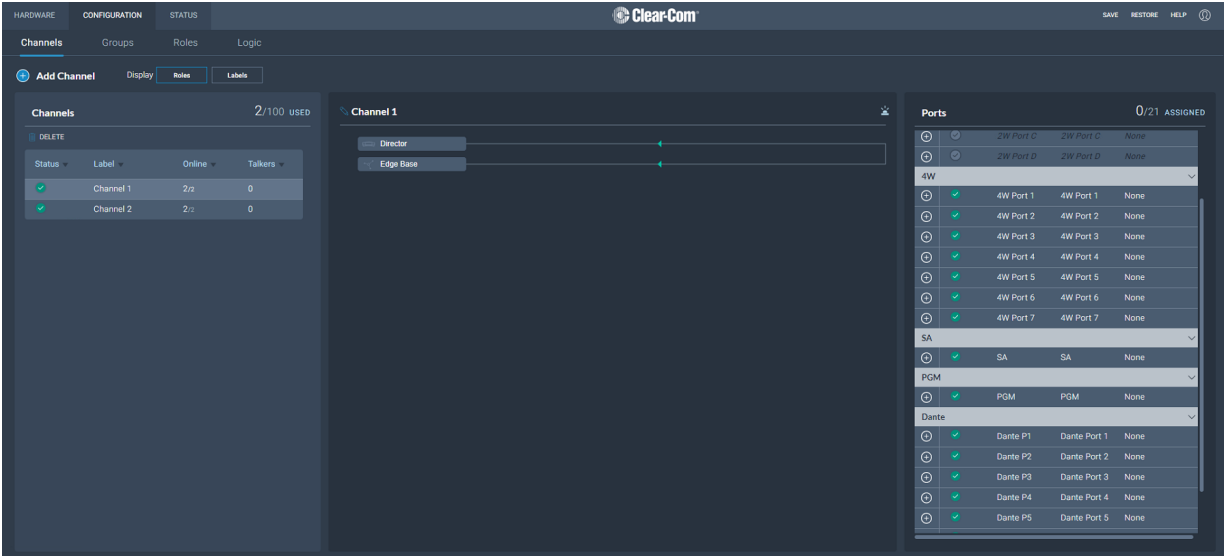 HARDWARE CONFIGURATION STATUS Clear-Com SAVE RESTORE HELP
Channels Groups Roles Logic
Add Channel Display Roles Labels
Channels 2/100 USED
DELETE
Status Label Online Talkers
Channel 1 2/2 0
Channel 2 2/2 0
Channel 1
Director
Edge Base
Ports 0/21 ASSIGNED
2W Port C 2W Port C None
2W Port D 2W Port D None
4W
4W Port 1 4W Port 1 None
4W Port 2 4W Port 2 None
4W Port 3 4W Port 3 None
4W Port 4 4W Port 4 None
4W Port 5 4W Port 5 None
4W Port 6 4W Port 6 None
4W Port 7 4W Port 7 None
SA
SA SA None
PGM
PGM PGM None
Dante
Dante P1 Dante Port 1 None
Dante P2 Dante Port 2 None
Dante P3 Dante Port 3 None
Dante P4 Dante Port 4 None
Dante P5 Dante Port 5 None